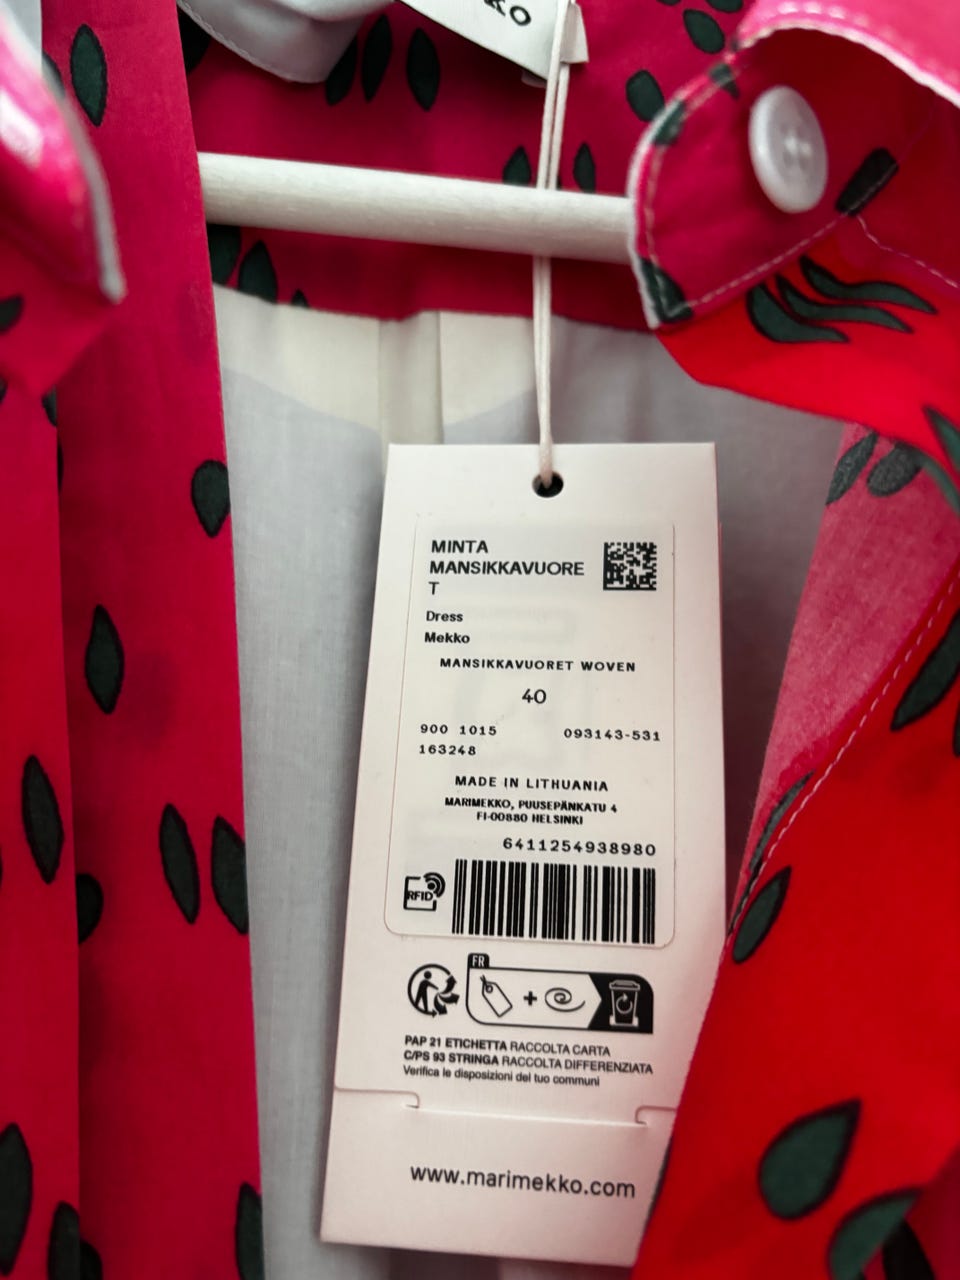 KO
MINTA
MANSIKKAVUORE
T
Dress
Mekko
MANSIKKAVUORET WOVEN
40
900 1015 093143-531
163248
MADE IN LITHUANIA
MARIMEKKO, PUUSEPÄNKATU 4
FI-00880 HELSINKI
6411254938980
RFID
FR
PAP 21 ETICHETTA RACCOLTA CARTA
C/PS 93 STRINGA RACCOLTA DIFFERENZIATA
Verifica le disposizioni del tuo communi
www.marimekko.com